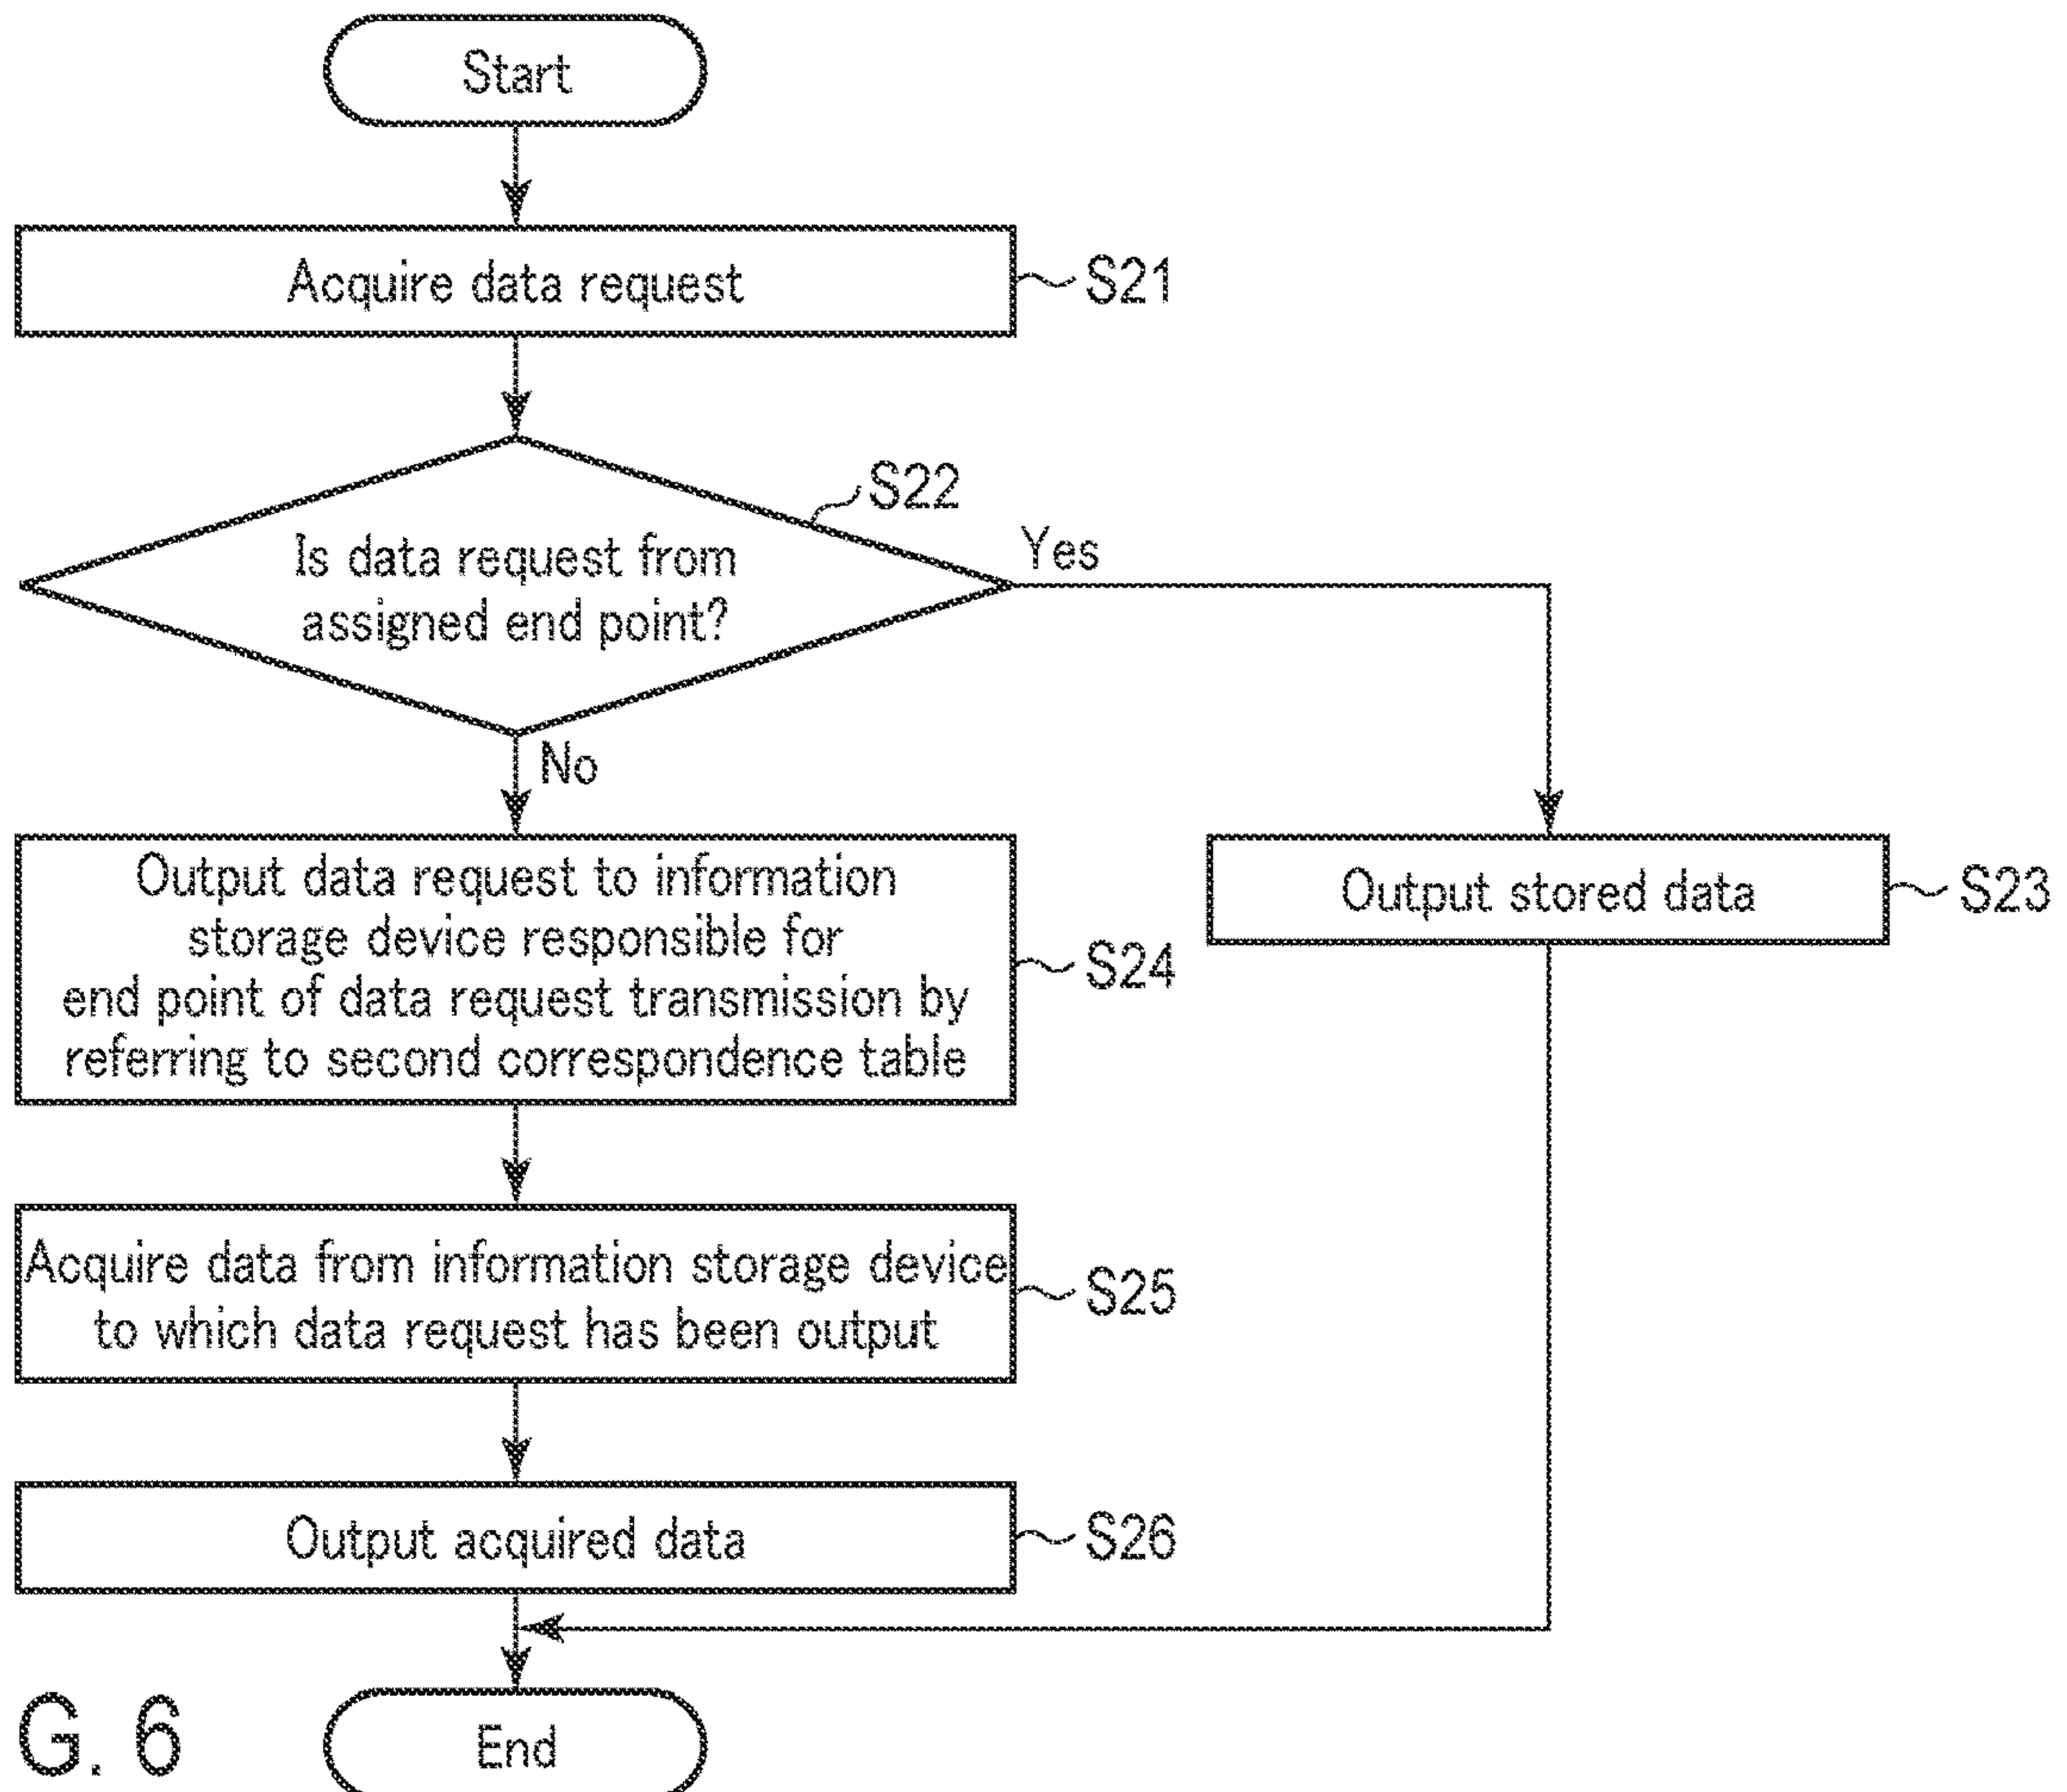 Start
Acquire data request
S21
S22
Is data request from
assigned end point?
Yes
No
Output data request to information
storage device responsible for
end point of data request transmission by
referring to second correspondence table
S24
Output stored data
S23
Acquire data from information storage device
to which data request has been output
S25
Output acquired data
S26
End
G. 6